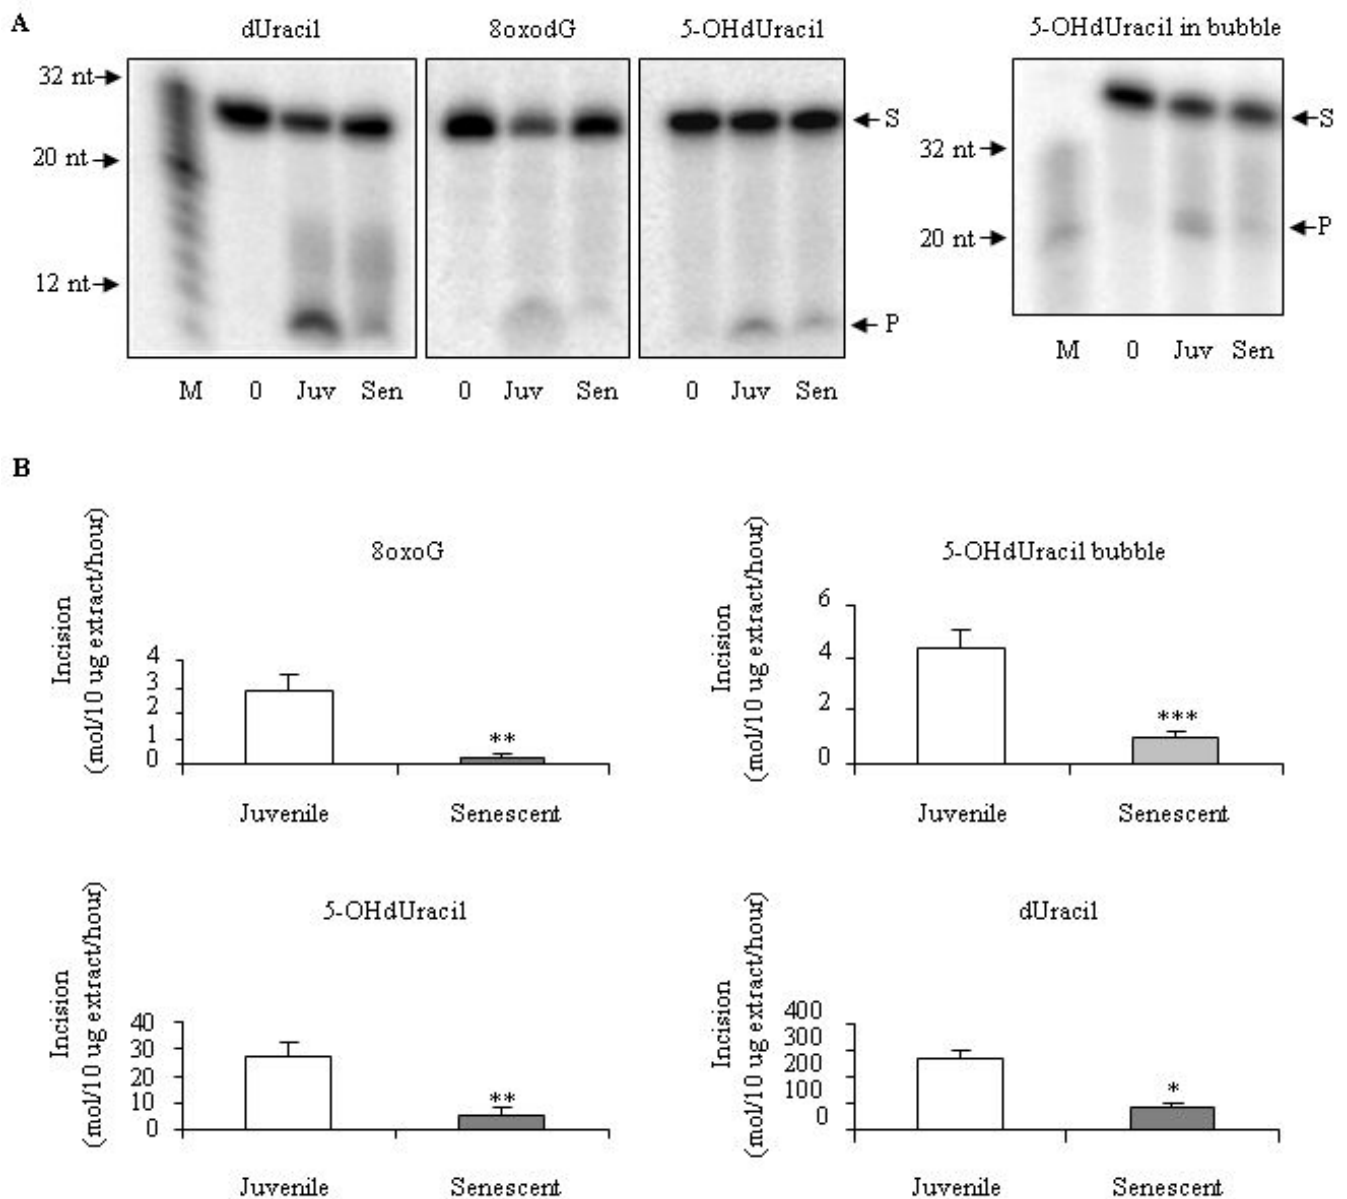 A
dUracil 8oxodG 5-OHdUracil 5-OHdUracil in bubble
32 nt
20 nt
12 nt
S
P
32 nt
20 nt
S
P
M 0 Juv Sen 0 Juv Sen 0 Juv Sen M 0 Juv Sen
B
8oxoG
Incision
(mol/10 ug extract/hour)
4
3
2
1
0
**
Juvenile Senescent
5-OHdUracil bubble
Incision
(mol/10 ug extract/hour)
6
4
2
0
***
Juvenile Senescent
5-OHdUracil
Incision
(mol/10 ug extract/hour)
40
30
20
10
0
**
Juvenile Senescent
dUracil
Incision
(mol/10 ug extract/hour)
400
300
200
100
0
*
Juvenile Senescent